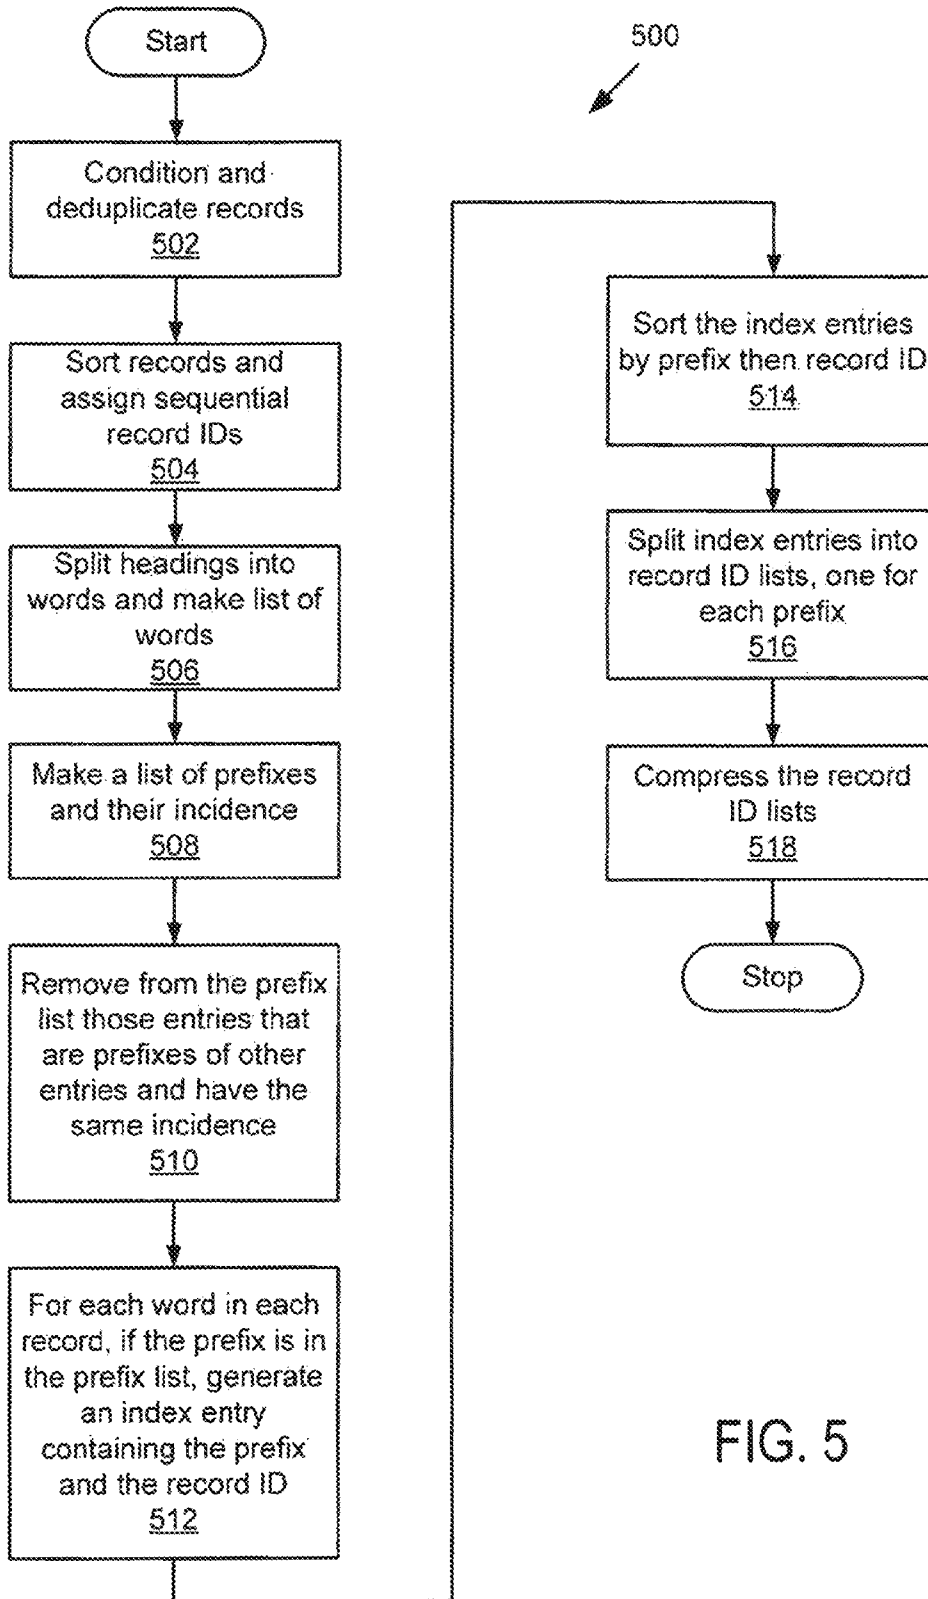 Start
500
Condition and
deduplicate records
502
Sort records and
assign sequential
record IDs
504
Split headings into
words and make list of
words
506
Make a list of prefixes
and their incidence
508
Remove from the prefix
list those entries that
are prefixes of other
entries and have the
same incidence
510
For each word in each
record, if the prefix is in
the prefix list, generate
an index entry
containing the prefix
and the record ID
512
Sort the index entries
by prefix then record ID
514
Split index entries into
record ID lists, one for
each prefix
516
Compress the record
ID lists
518
Stop
FIG. 5